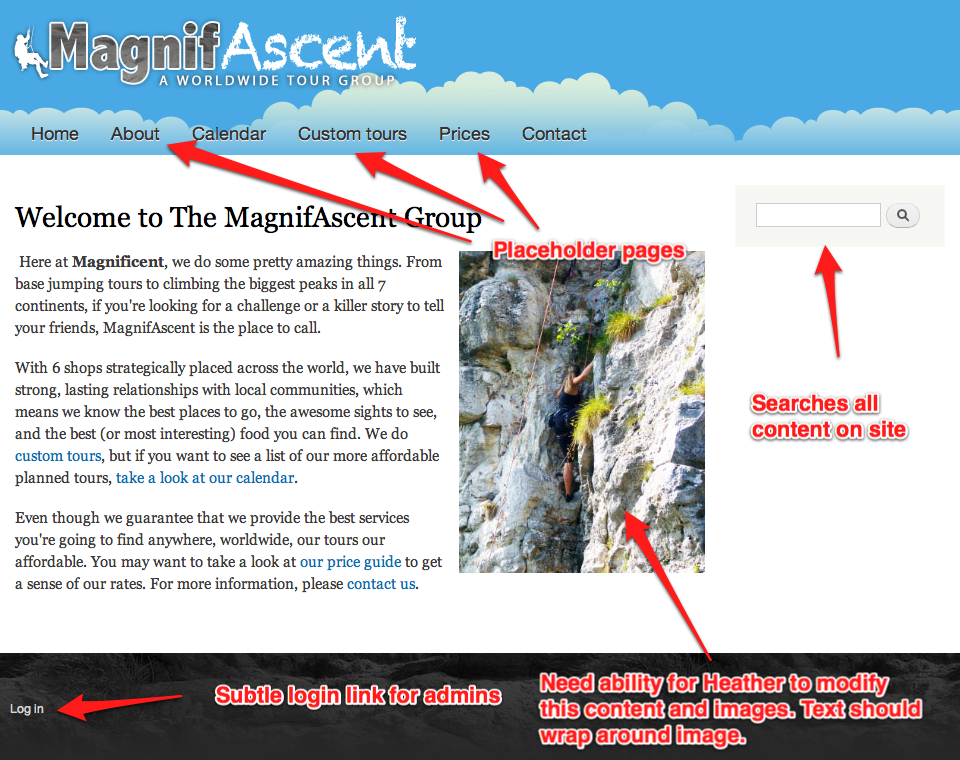 MagnifAscent
A WORLDWIDE TOUR GROUP
Home About Calendar Custom tours Prices Contact
Welcome to The MagnifAscent Group
Placeholder pages
Here at Magnificent, we do some pretty amazing things. From
base jumping tours to climbing the biggest peaks in all 7
continents, if you're looking for a challenge or a killer story to tell
your friends, MagnifAscent is the place to call.
With 6 shops strategically placed across the world, we have built
strong, lasting relationships with local communities, which
means we know the best places to go, the awesome sights to see,
and the best (or most interesting) food you can find. We do
custom tours, but if you want to see a list of our more affordable
planned tours, take a look at our calendar.
Even though we guarantee that we provide the best services
you're going to find anywhere, worldwide, our tours our
affordable. You may want to take a look at our price guide to get
a sense of our rates. For more information, please contact us.
Searches all
content on site
Log in
Subtle login link for admins
Need ability for Heather to modify
this content and images. Text should
wrap around image.